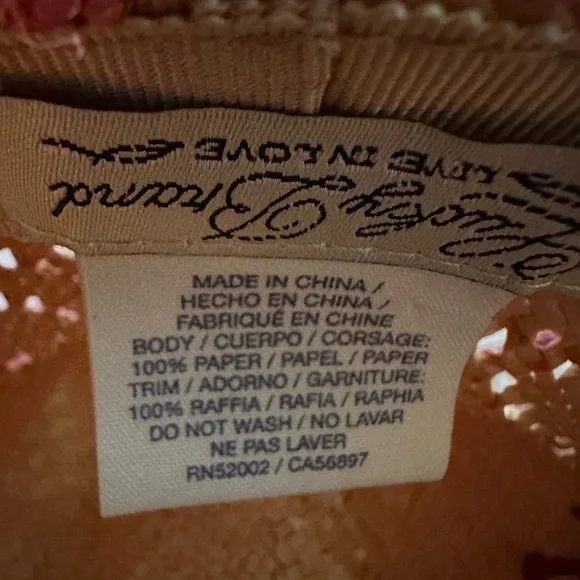 Lucky Brand
LIVE IN LOVE
MADE IN CHINA /
HECHO EN CHINA /
FABRIQUÉ EN CHINE
BODY / CUERPO / CORSAGE:
100% PAPER / PAPEL / PAPER
TRIM / ADORNO / GARNITURE:
100% RAFFIA / RAFIA / RAPHIA
DO NOT WASH / NO LAVAR
NE PAS LAVER
RN52002 / CA56897